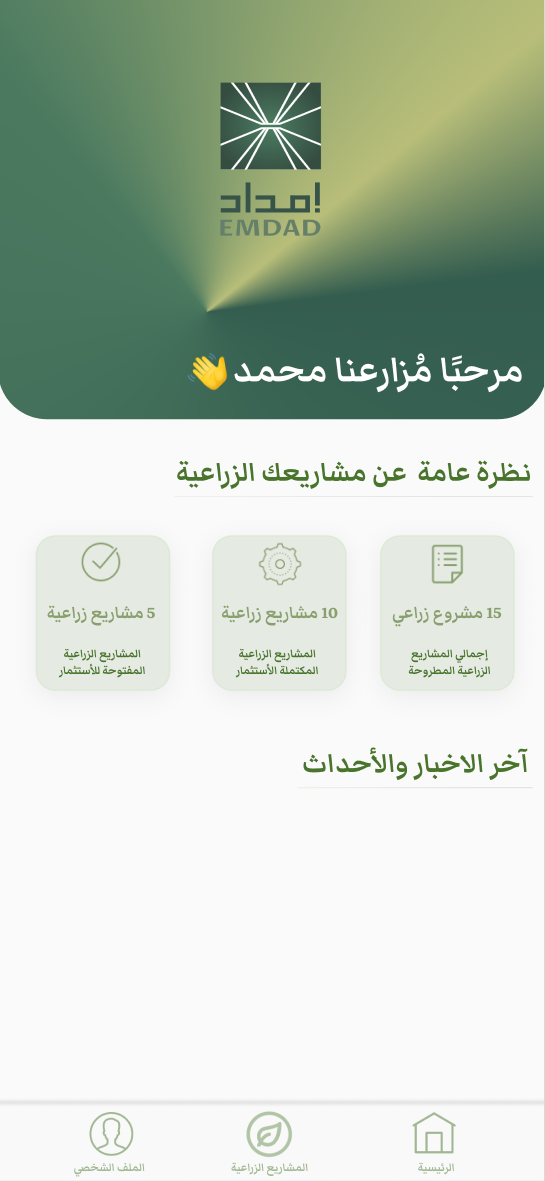 إمداد
EMDAD
مرحبًا مُزارعنا محمد 👋
نظرة عامة عن مشاريعك الزراعية
15 مشروع زراعي
إجمالي المشاريع
الزراعية المطروحة
10 مشاريع زراعية
المشاريع الزراعية
المكتملة الأستثمار
5 مشاريع زراعية
المشاريع الزراعية
المفتوحة للأستثمار
آخر الاخبار والأحداث
الرئيسية
المشاريع الزراعية
الملف الشخصي